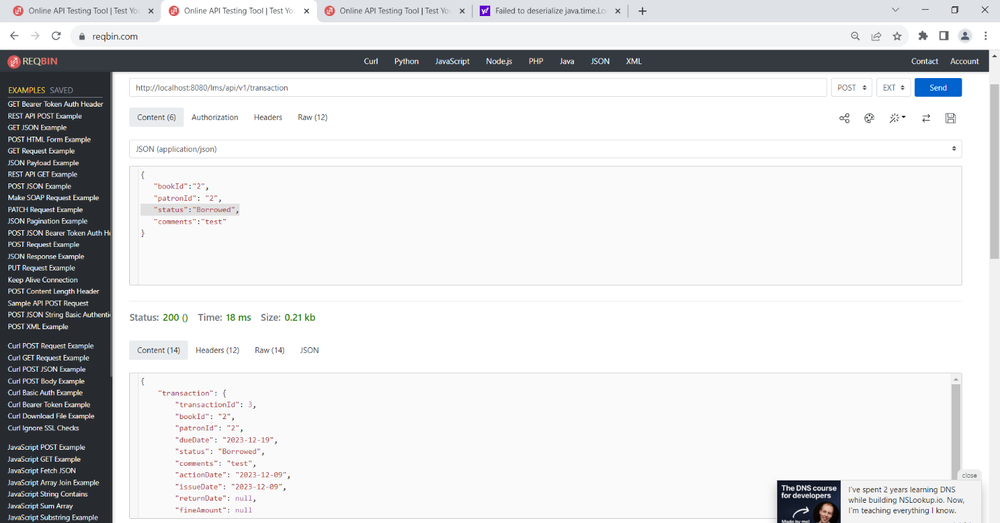 Online API Testing Tool | Test Yo
Online API Testing Tool | Test Yo
Online API Testing Tool | Test Yo
Failed to deserialize java.time.Lo
reqbin.com
REQBIN
Curl Python JavaScript Node.js PHP Java JSON XML
Contact Account
EXAMPLES SAVED
GET Bearer Token Auth Header
REST API POST Example
GET JSON Example
POST HTML Form Example
GET Request Example
JSON Payload Example
REST API GET Example
POST JSON Example
Make SOAP Request Example
PATCH Request Example
JSON Pagination Example
POST JSON Bearer Token Auth He
POST Request Example
JSON Response Example
PUT Request Example
Keep Alive Connection
POST Content Length Header
Sample API POST Request
POST JSON String Basic Authenti
POST XML Example
Curl POST Request Example
Curl GET Request Example
Curl POST JSON Example
Curl POST Body Example
Curl Basic Auth Example
Curl Bearer Token Example
Curl Download File Example
Curl Ignore SSL Checks
JavaScript POST Example
JavaScript GET Example
JavaScript Fetch JSON
JavaScript Array Join Example
JavaScript String Contains
JavaScript Sum Array
JavaScript Substring Example
http://localhost:8080/lms/api/v1/transaction
POST
EXT
Send
Content (6) Authorization Headers Raw (12)
JSON (application/json)
{
"bookId":"2",
"patronId": "2",
"status":"Borrowed",
"comments":"test"
}
Status: 200 () Time: 18 ms Size: 0.21 kb
Content (14) Headers (12) Raw (14) JSON
{
"transaction": {
"transactionId": 3,
"bookId": "2",
"patronId": "2",
"dueDate": "2023-12-19",
"status": "Borrowed",
"comments": "test",
"actionDate": "2023-12-09",
"issueDate": "2023-12-09",
"returnDate": null,
"fineAmount": null
close
The DNS course
for developers
Made by me!
I've spent 2 years learning DNS
while building NSLookup.io. Now,
I'm teaching everything I know.